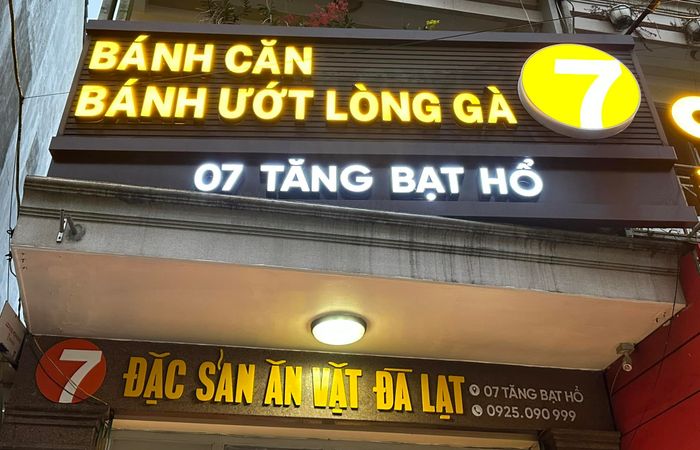 BÁNH CĂN
BÁNH ƯỚT LÒNG GÀ
7
07 TĂNG BẠT HỔ
7 ĐẶC SẢN ĂN VẶT ĐÀ LẠT
07 TĂNG BẠT HỔ
0925.090 999